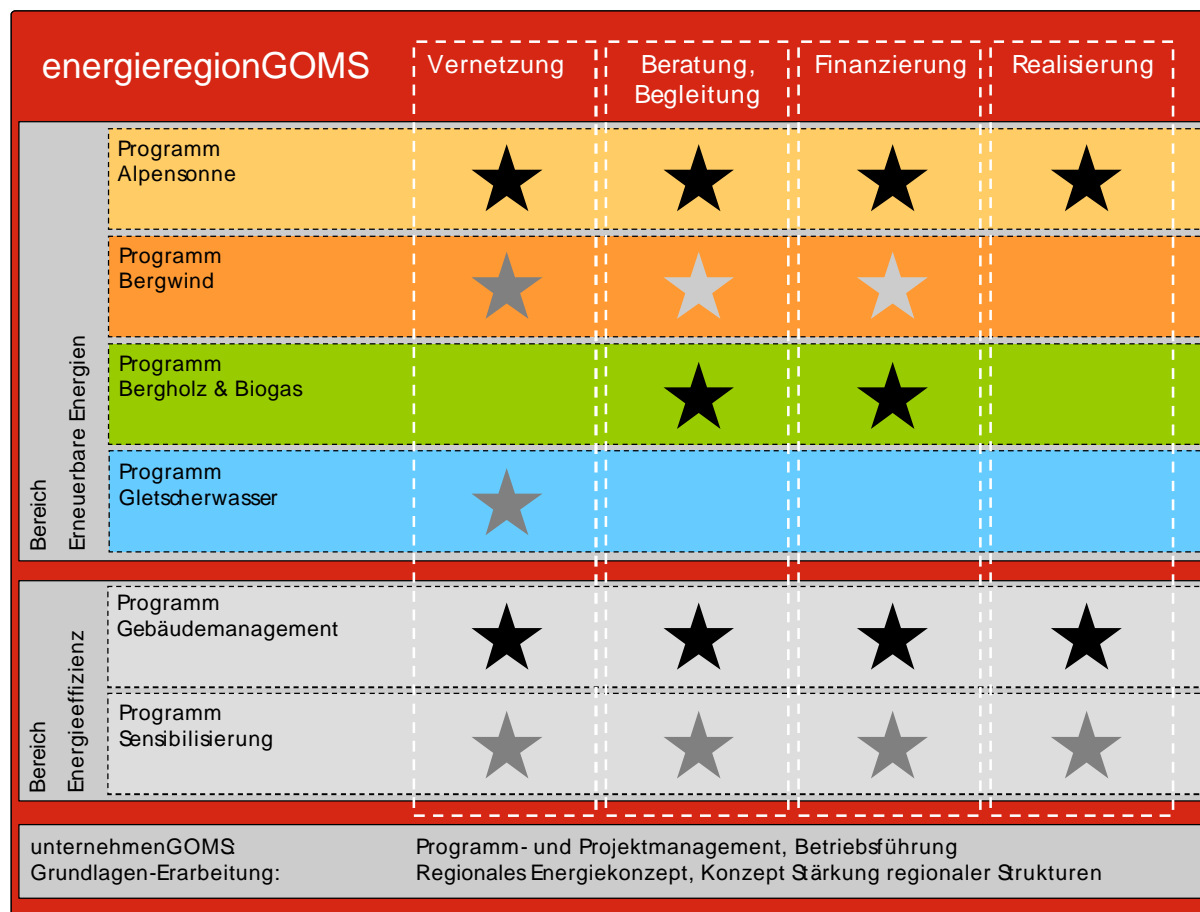 energieregionGOMS
Vernetzung
Beratung,
Begleitung
Finanzierung
Realisierung
Bereich
Erneuerbare Energien
Programm
Alpensonne
Programm
Bergwind
Programm
Bergholz & Biogas
Programm
Gletscherwasser
Bereich
Energieeffizienz
Programm
Gebäudemanagement
Programm
Sensibilisierung
unternehmenGOMS: Programm- und Projektmanagement, Betriebsführung
Grundlagen-Erarbeitung: Regionales Energiekonzept, Konzept Stärkung regionaler Strukturen